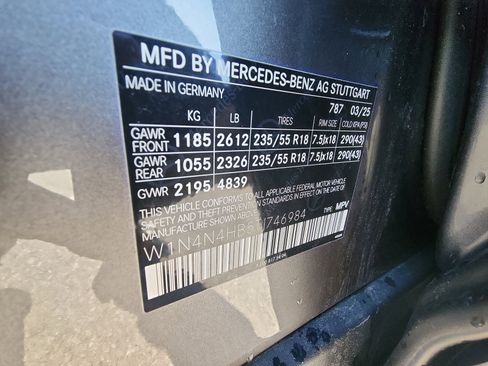 MFD BY MERCEDES-BENZ AG STUTTGART
MADE IN GERMANY
787 03/25
KG LB TIRES RIM SIZE COLD KPA(PSI)
GAWR FRONT 1185 2612 235/55 R18 7.5Jx18 290(43)
GAWR REAR 1055 2326 235/55 R18 7.5Jx18 290(43)
GVWR 2195 4839
THIS VEHICLE CONFORMS TO ALL APPLICABLE FEDERAL MOTOR VEHICLE
SAFETY AND THEFT PREVENTION STANDARDS IN EFFECT ON THE DATE OF
MANUFACTURE SHOWN ABOVE.
TYPE: MPV